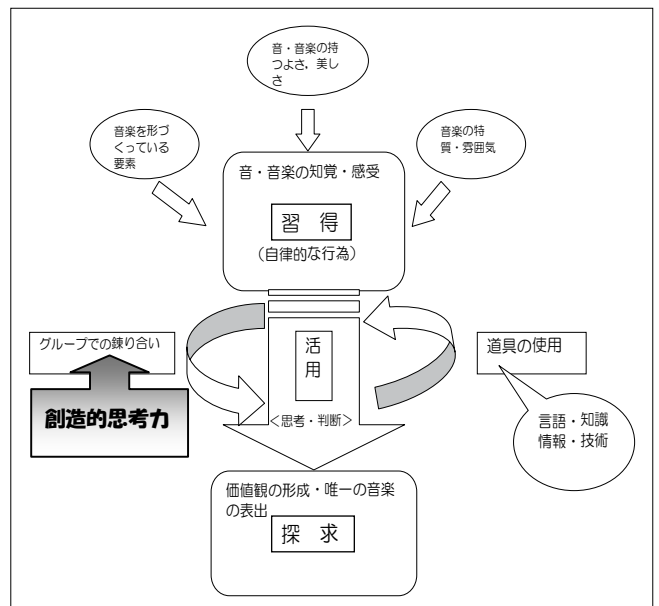 音・音楽の持
つよさ，美し
さ
音楽を形づ
くっている
要素
音楽の特
質・雰囲気
音・音楽の知覚・感受
習 得
（自律的な行為）
グループでの錬り合い
創造的思考力
活
用
＜思考・判断＞
道具の使用
言語・知識
情報・技術
価値観の形成・唯一の音楽
の表出
探 求